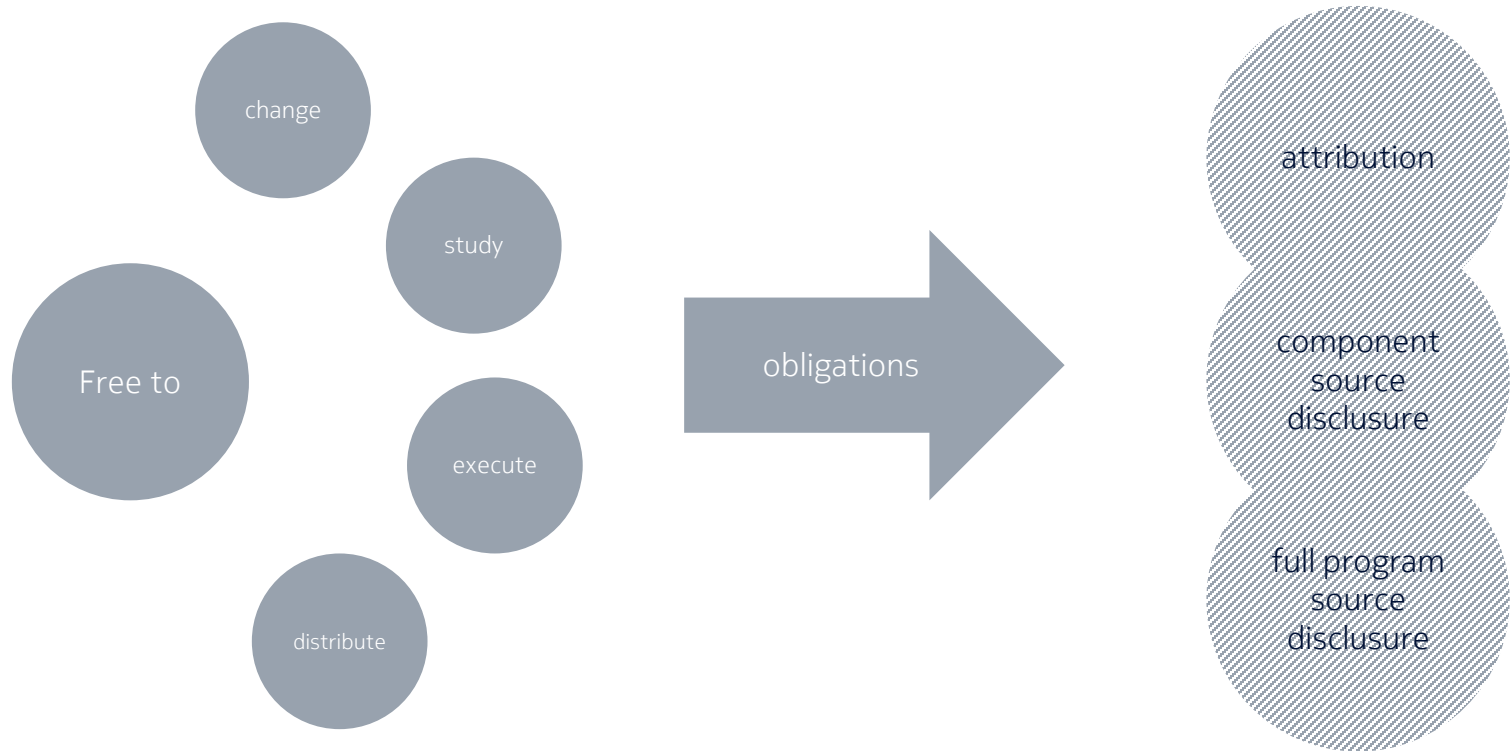 Free to
change
study
execute
distribute
obligations
attribution
component
source
disclusure
full program
source
disclusure